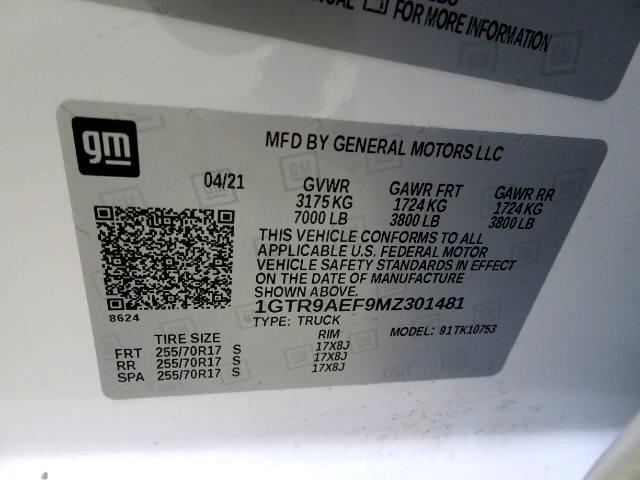 FOR MORE INFORMATION
gm
MFD BY GENERAL MOTORS LLC
04/21 GVWR GAWR FRT GAWR RR
3175 KG 1724 KG 1724 KG
7000 LB 3800 LB 3800 LB
THIS VEHICLE CONFORMS TO ALL
APPLICABLE U.S. FEDERAL MOTOR
VEHICLE SAFETY STANDARDS IN EFFECT
ON THE DATE OF MANUFACTURE
SHOWN ABOVE.
8624
1GTR9AEF9MZ301481
TYPE: TRUCK MODEL: 91TK10753
TIRE SIZE RIM
FRT 255/70R17 S 17X8J
RR 255/70R17 S 17X8J
SPA 255/70R17 S 17X8J